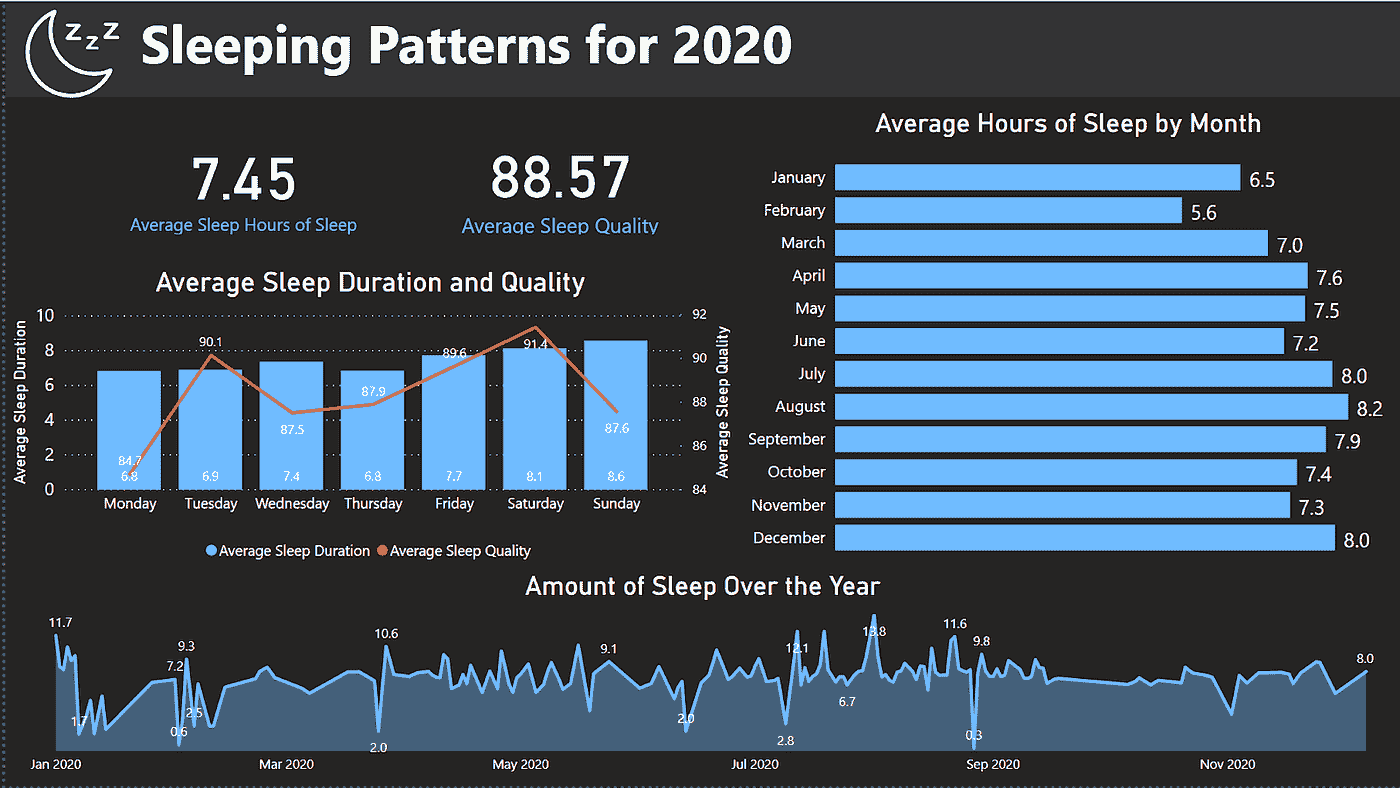 z z z
Sleeping Patterns for 2020
7.45
Average Sleep Hours of Sleep
88.57
Average Sleep Quality
Average Sleep Duration and Quality
Average Sleep Duration
10
8
6
4
2
0
92
90
88
86
84
Average Sleep Quality
84.7 90.1 87.5 87.9 89.6 91.4 87.6
6.8 6.9 7.4 6.8 7.7 8.1 8.6
Monday Tuesday Wednesday Thursday Friday Saturday Sunday
Average Sleep Duration Average Sleep Quality
Average Hours of Sleep by Month
January 6.5
February 5.6
March 7.0
April 7.6
May 7.5
June 7.2
July 8.0
August 8.2
September 7.9
October 7.4
November 7.3
December 8.0
Amount of Sleep Over the Year
11.7 1.7 7.2 0.6 9.3 2.5 2.0 10.6 9.1 2.0 2.8 12.1 6.7 13.8 11.6 0.3 9.8 8.0
Jan 2020 Mar 2020 May 2020 Jul 2020 Sep 2020 Nov 2020